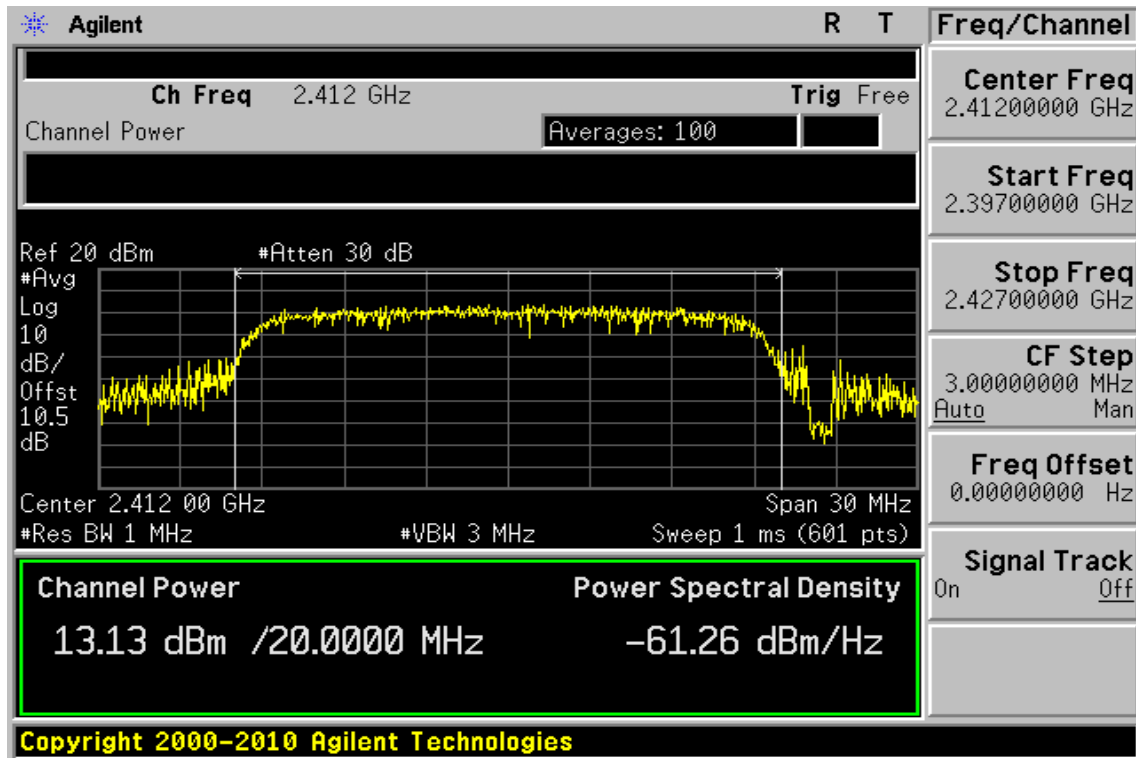 Agilent R T
Ch Freq 2.412 GHz Trig Free
Channel Power Averages: 100
Ref 20 dBm #Atten 30 dB
#Avg
Log
10
dB/
Offst
10.5
dB
Center 2.412 00 GHz Span 30 MHz
#Res BW 1 MHz #VBW 3 MHz Sweep 1 ms (601 pts)
Channel Power Power Spectral Density
13.13 dBm /20.0000 MHz -61.26 dBm/Hz
Copyright 2000-2010 Agilent Technologies
Freq/Channel
Center Freq
2.41200000 GHz
Start Freq
2.39700000 GHz
Stop Freq
2.42700000 GHz
CF Step
3.00000000 MHz
Auto Man
Freq Offset
0.00000000 Hz
Signal Track
On Off